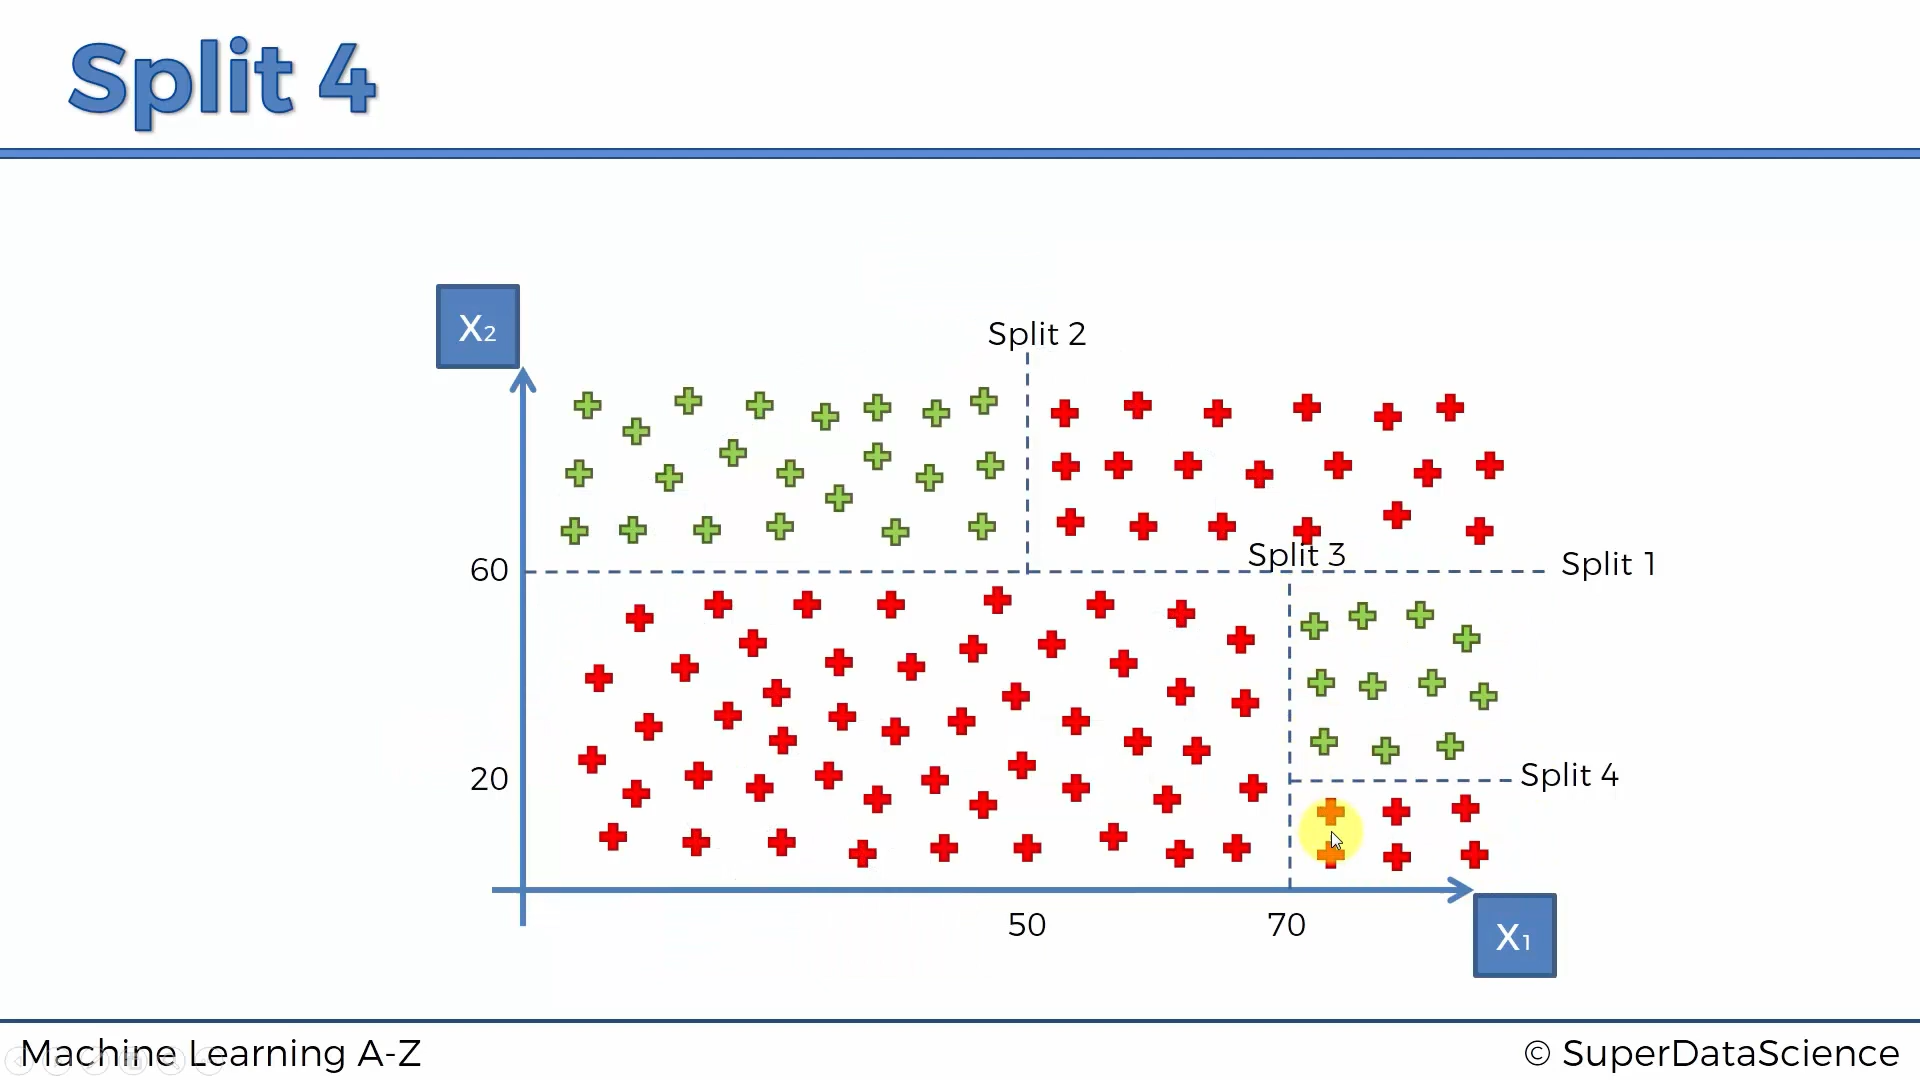 Split 4
X2
Split 2
Split 3
60
Split 1
20
Split 4
50
70
X1
Machine Learning A-Z
© SuperDataScience